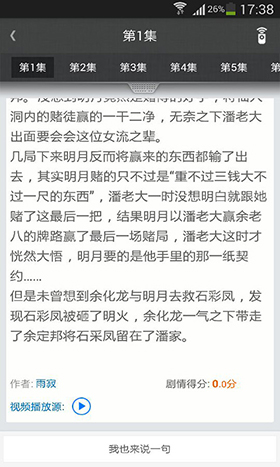 26% 17:38
第1集
第1集 第2集 第3集 第4集 第5集 第
洞内的赌徒赢的一干二净，无奈之下潘老大
出面要会会这位女流之辈。
几局下来明月反而将赢来的东西都输了出
去，其实明月赌的只不过是“重不过三钱大不
过一尺的东西”，潘老大一时没想明白就跟她
赌了这最后一把，结果明月以潘老大赢余老
八的牌路赢了最后一场赌局，潘老大这时才
恍然大悟，明月要的是他手里的那一纸契
约……
但是未曾想到余化龙与明月去救石彩凤，发
现石彩凤被砸了明火，余化龙一气之下带走
了余定邦将石采凤留在了潘家。
作者: 雨寂 剧情得分: 0.0分
视频播放源:
我也来说一句